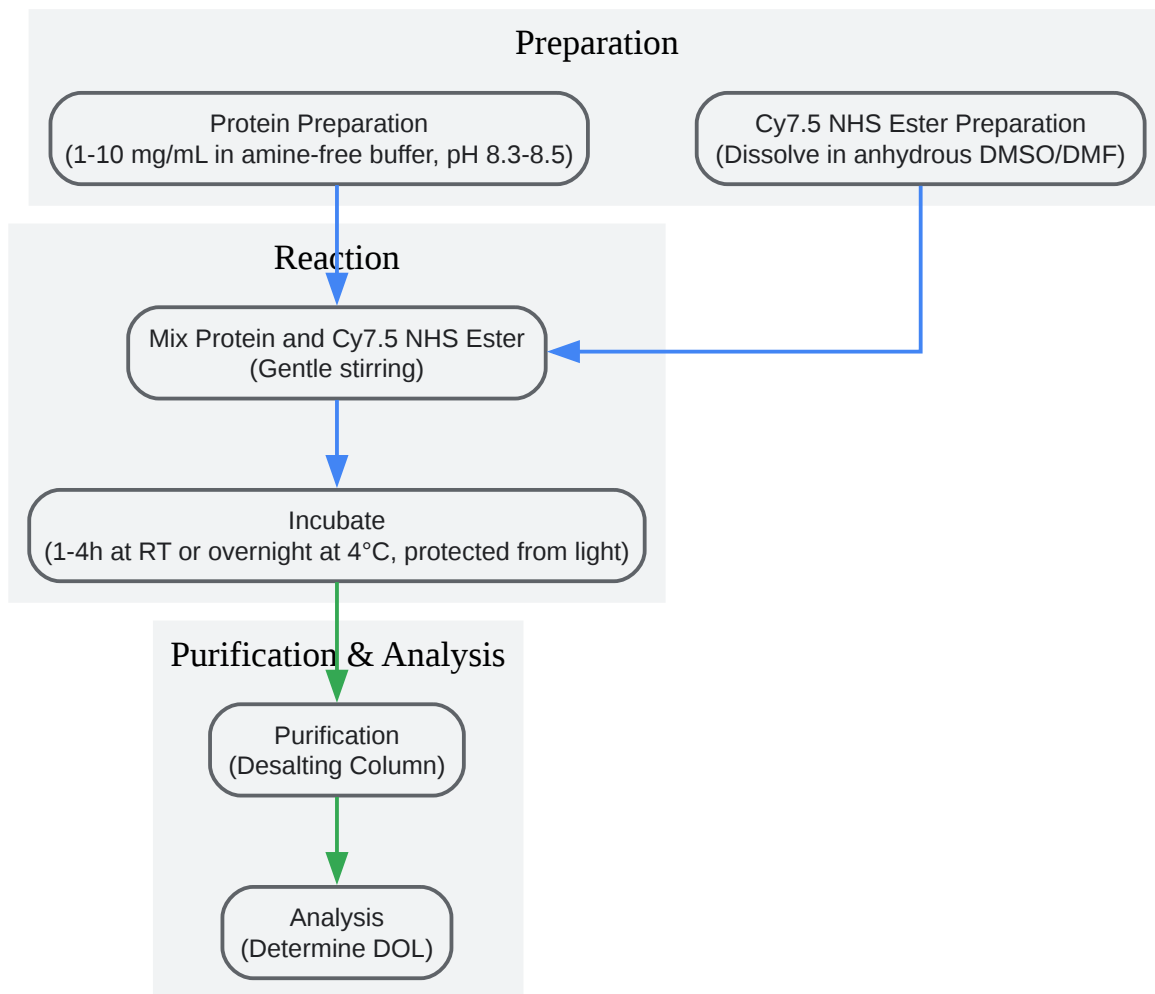 Preparation
Protein Preparation
(1-10 mg/mL in amine-free buffer, pH 8.3-8.5)
Cy7.5 NHS Ester Preparation
(Dissolve in anhydrous DMSO/DMF)
Reaction
Mix Protein and Cy7.5 NHS Ester
(Gentle stirring)
Incubate
(1-4h at RT or overnight at 4°C, protected from light)
Purification & Analysis
Purification
(Desalting Column)
Analysis
(Determine DOL)